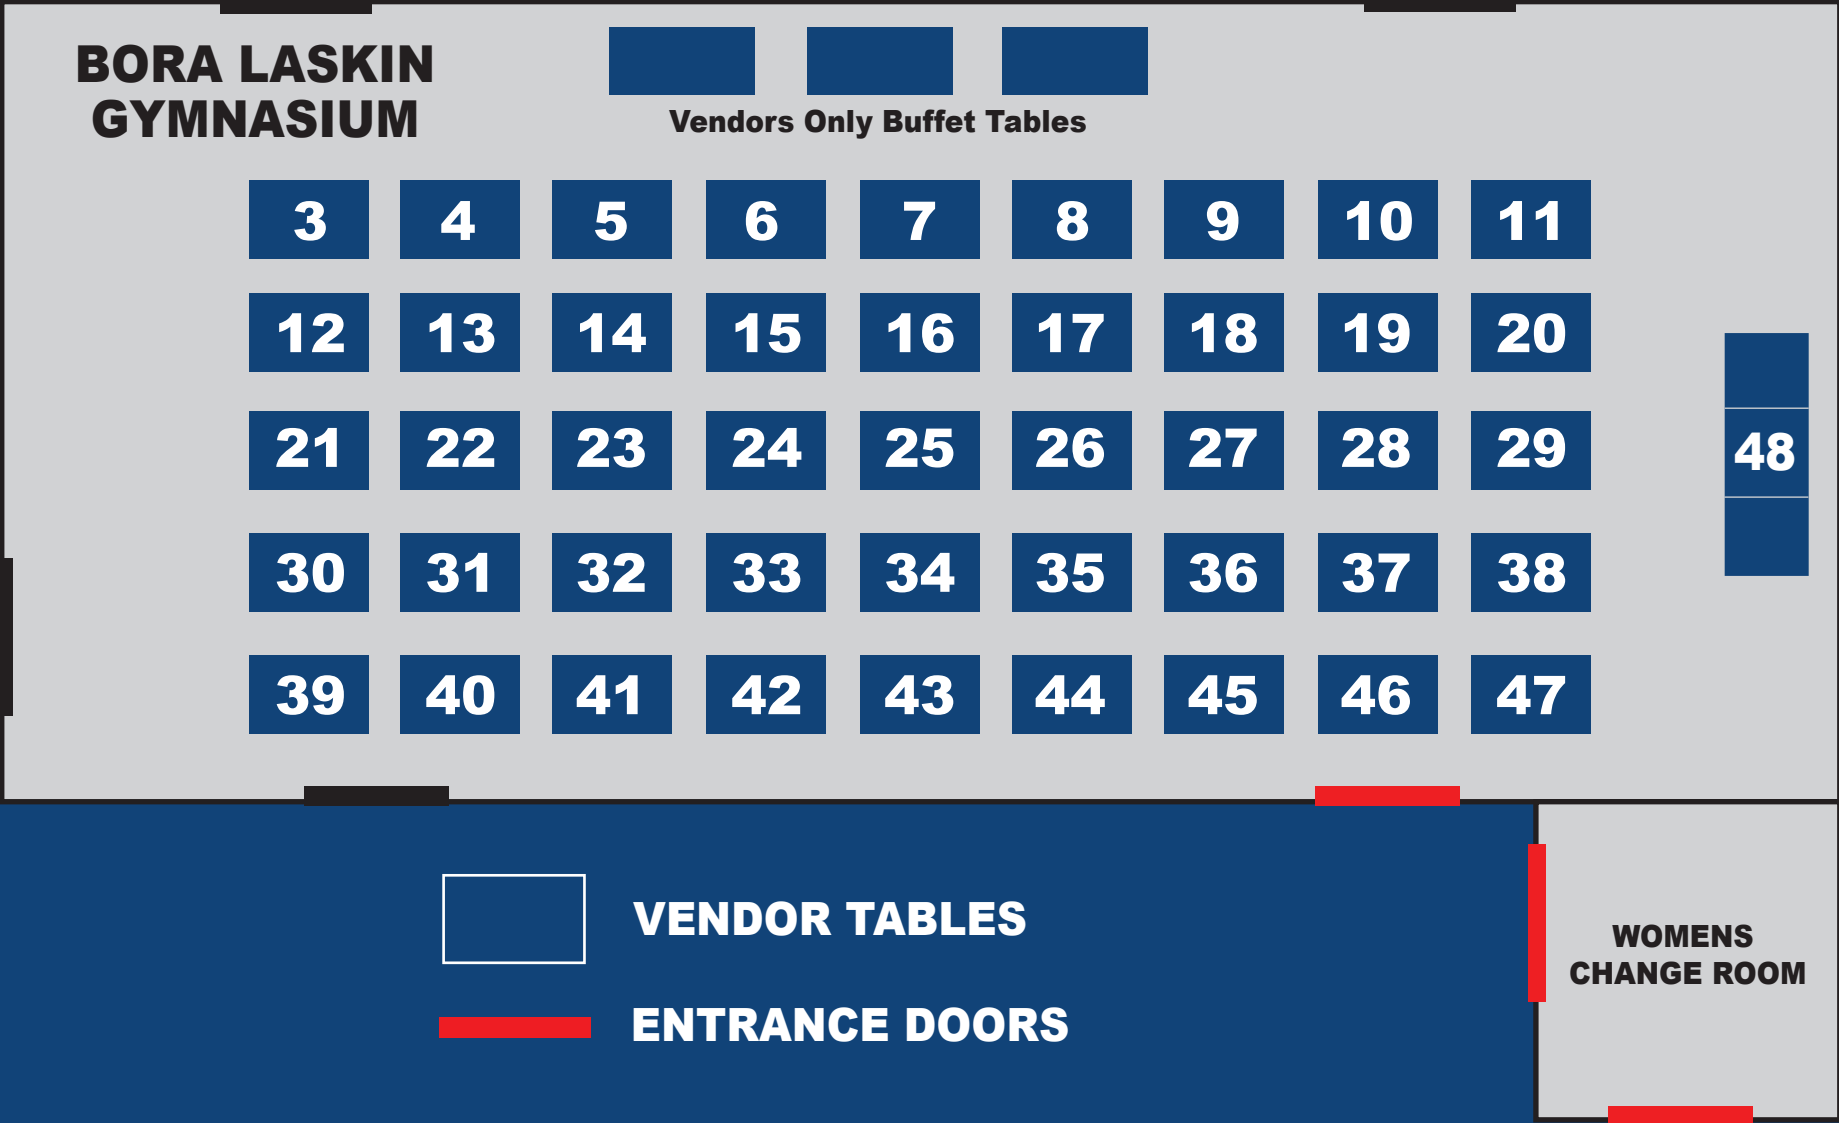 BORA LASKIN
GYMNASIUM
Vendors Only Buffet Tables
3 4 5 6 7 8 9 10 11
12 13 14 15 16 17 18 19 20
21 22 23 24 25 26 27 28 29
48
30 31 32 33 34 35 36 37 38
39 40 41 42 43 44 45 46 47
VENDOR TABLES
ENTRANCE DOORS
WOMENS
CHANGE ROOM